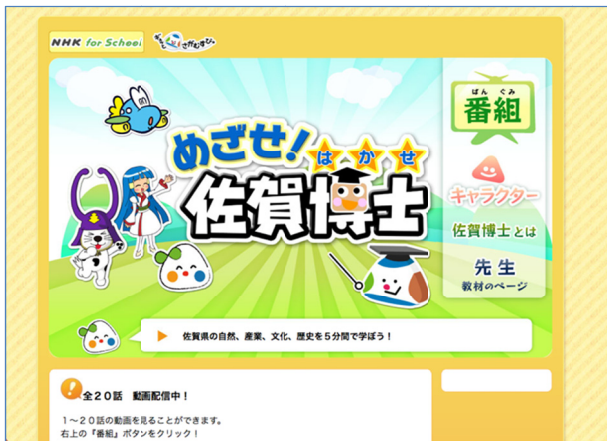 NHK for School
めざせ！
はかせ
佐賀博士
ばんぐみ
番組
キャラクター
佐賀博士とは
先生
教材のページ
佐賀県の自然、産業、文化、歴史を５分間で学ぼう！
全２０話　動画配信中！
１〜２０話の動画を見ることができます。
右上の『番組』ボタンをクリック！